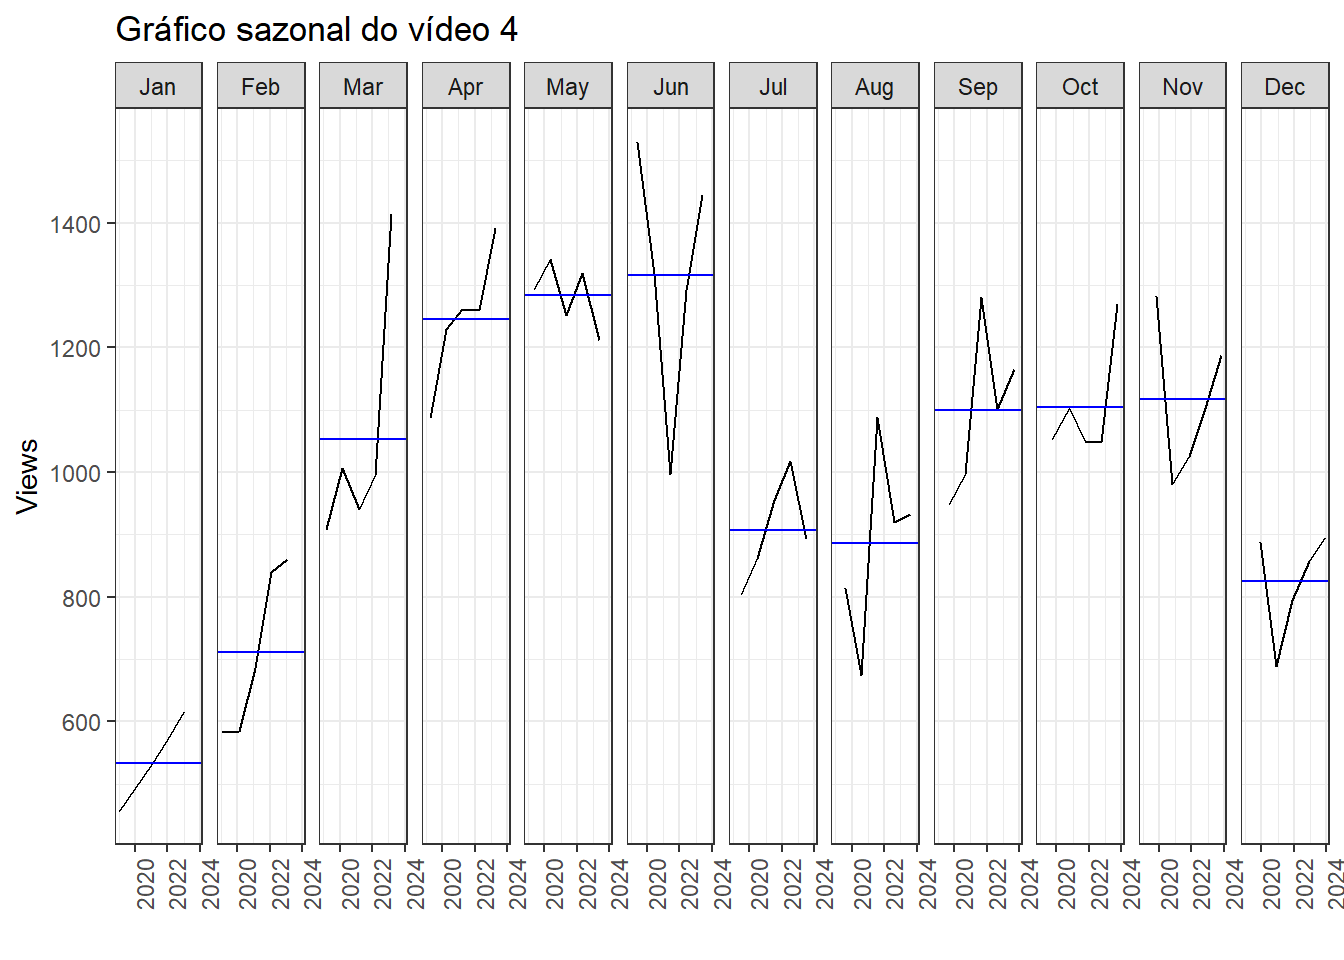 Gráfico sazonal do vídeo 4
Jan Feb Mar Apr May Jun Jul Aug Sep Oct Nov Dec
1400
1200
1000
800
600
Views
2020 2022 2024 2020 2022 2024 2020 2022 2024 2020 2022 2024 2020 2022 2024 2020 2022 2024 2020 2022 2024 2020 2022 2024 2020 2022 2024 2020 2022 2024 2020 2022 2024 2020 2022 2024